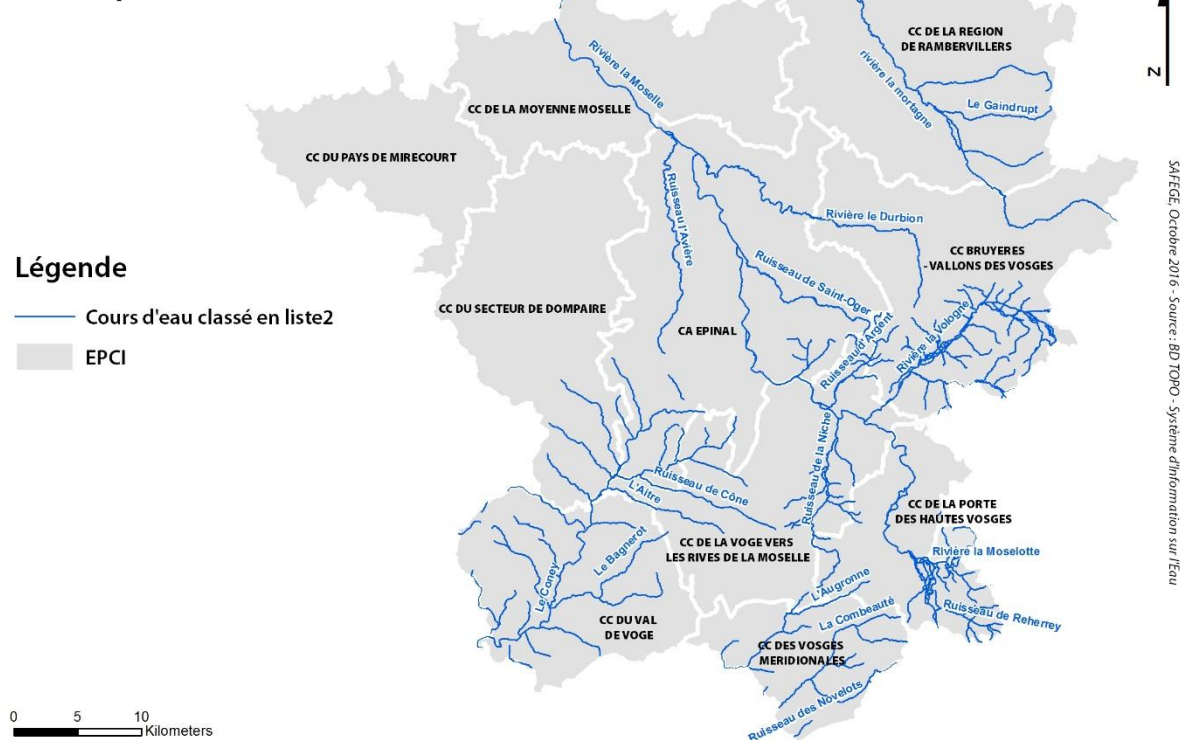 CC DE LA REGION
DE RAMBERVILLERS
Rivière la Moselle
rivière la mortagne
Le Gaindrupt
CC DE LA MOYENNE MOSELLE
CC DU PAYS DE MIRECOURT
Ruisseau l'Avière
Rivière le Durbion
CC BRUYERES
- VALLONS DES VOSGES
Ruisseau de Saint-Oger
CC DU SECTEUR DE DOMPAIRE
CA EPINAL
Ruisseau d'Argent
Rivière la Vologne
Légende
Cours d'eau classé en liste2
EPCI
Ruisseau de la Niche
Ruisseau de Cône
L'Aître
CC DE LA PORTE
DES HAUTES VOSGES
CC DE LA VOGE VERS
LES RIVES DE LA MOSELLE
Rivière la Moselotte
Le Bagnerot
Le Coney
L'Augronne
La Combeauté
Ruisseau de Reherrey
CC DU VAL
DE VOGE
CC DES VOSGES
MERIDIONALES
Ruisseau des Novelots
0 5 10
Kilometers
N
SAFEGE, Octobre 2016 - Source : BD TOPO - Système d'Information sur l'Eau